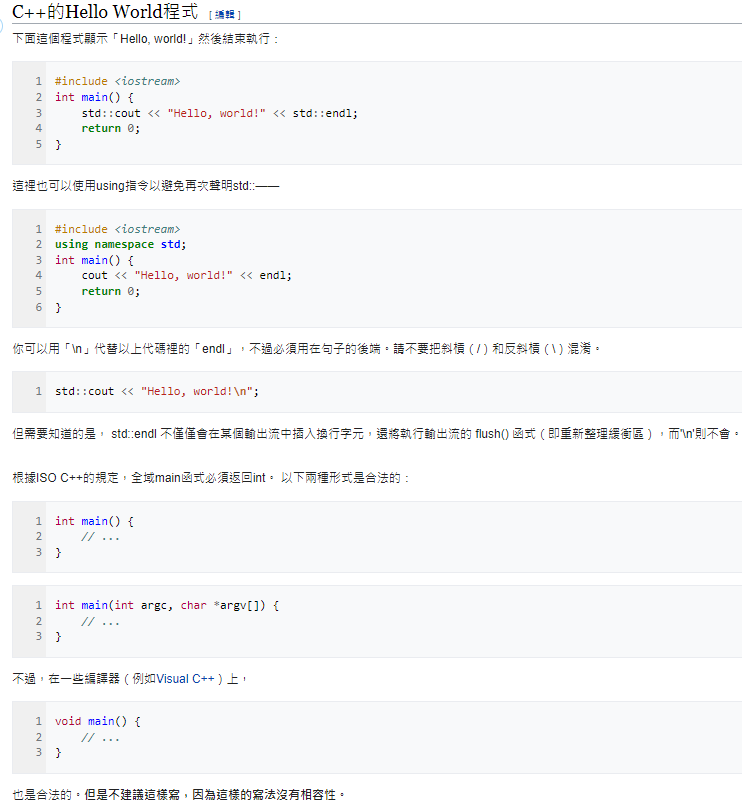 C++的Hello World程式 [ 編輯 ]
下面這個程式顯示「Hello, world!」然後結束執行：
1 #include <iostream>
2 int main() {
3     std::cout << "Hello, world!" << std::endl;
4     return 0;
5 }
這裡也可以使用using指令以避免再次聲明std::——
1 #include <iostream>
2 using namespace std;
3 int main() {
4     cout << "Hello, world!" << endl;
5     return 0;
6 }
你可以用「\n」代替以上代碼裡的「endl」，不過必須用在句子的後端。請不要把斜槓（/）和反斜槓（\）混淆。
1 std::cout << "Hello, world!\n";
但需要知道的是， std::endl 不僅僅會在某個輸出流中插入換行字元，還將執行輸出流的 flush() 函式（即重新整理緩衝區），而'\n'則不會。
根據ISO C++的規定，全域main函式必須返回int。 以下兩種形式是合法的：
1 int main() {
2     // ...
3 }
1 int main(int argc, char *argv[]) {
2     // ...
3 }
不過，在一些編譯器（例如Visual C++）上，
1 void main() {
2     // ...
3 }
也是合法的。但是不建議這樣寫，因為這樣的寫法沒有相容性。